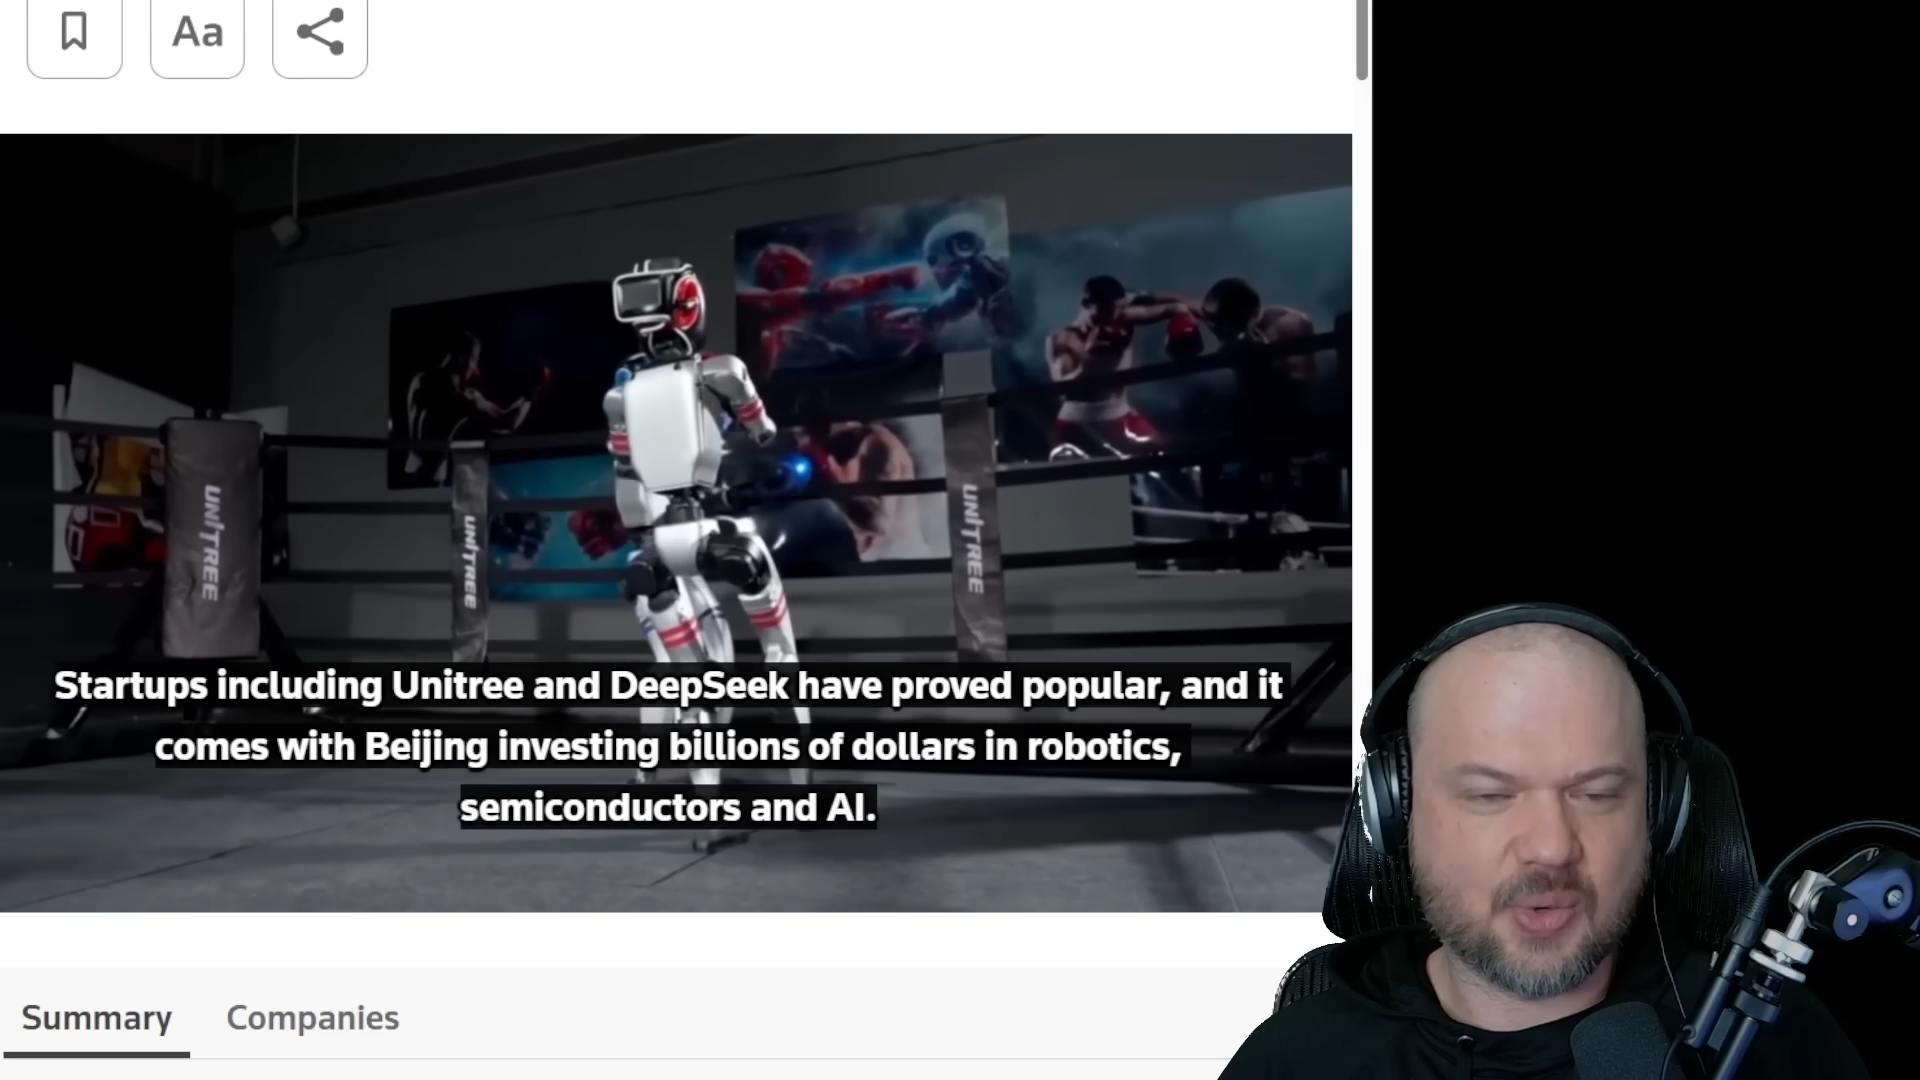 Aa
UNITREE
UNITREE
UNITREE
Startups including Unitree and DeepSeek have proved popular, and it
comes with Beijing investing billions of dollars in robotics,
semiconductors and AI.
Summary
Companies